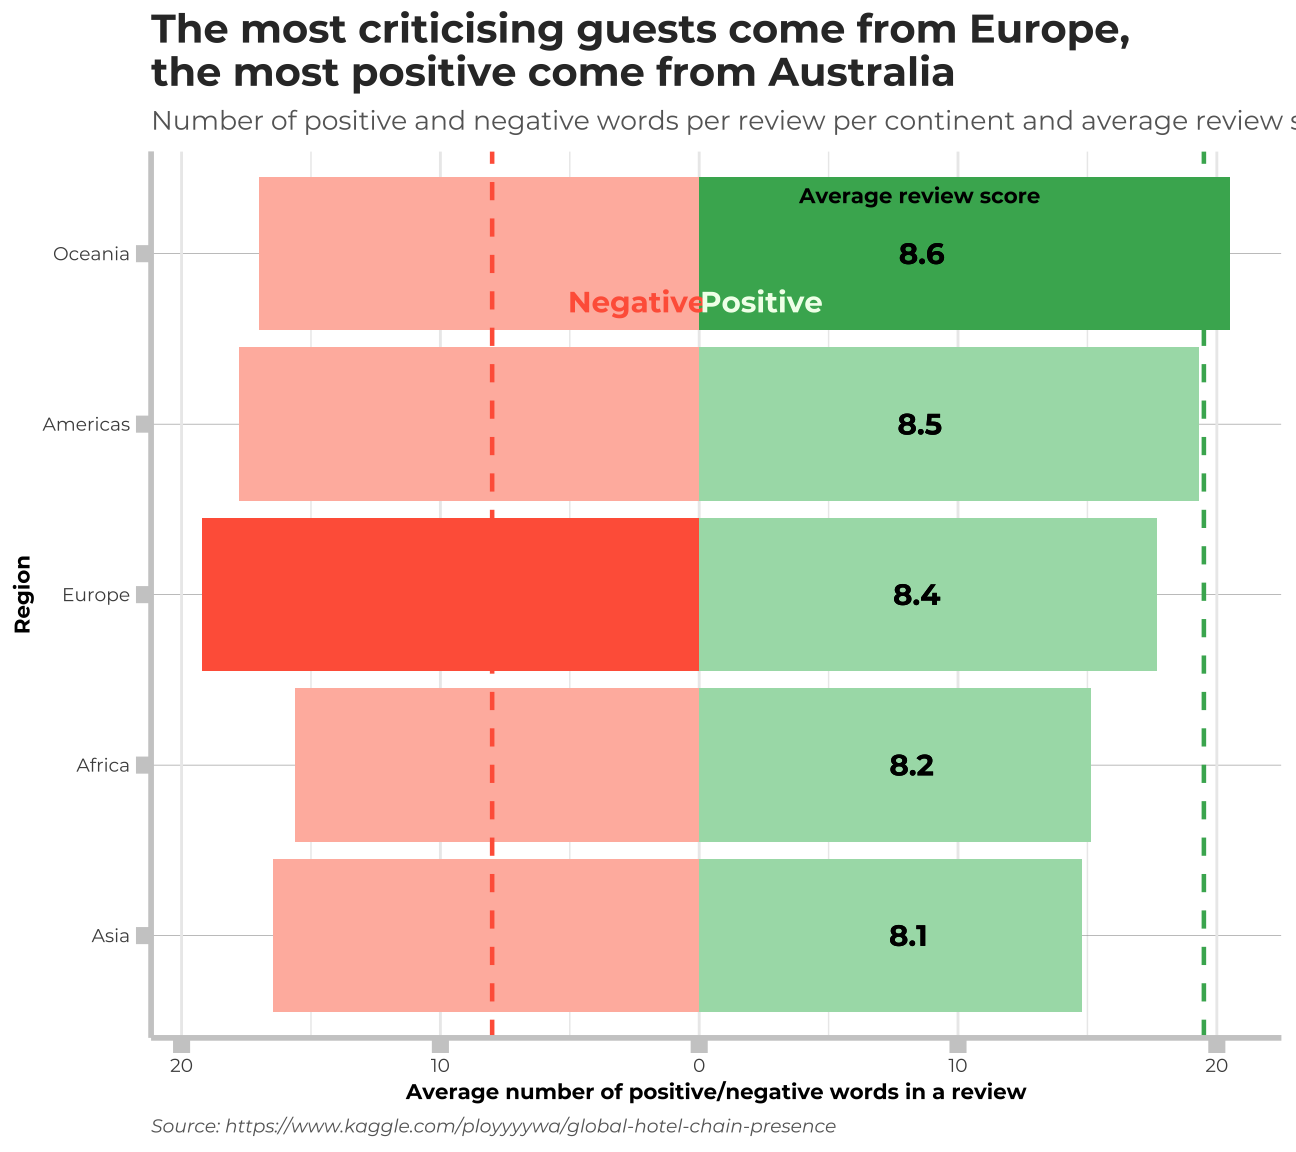 The most criticising guests come from Europe,
the most positive come from Australia
Number of positive and negative words per review per continent and average review s
Average review score
Oceania
8.6
Negative
Positive
Americas
8.5
Region
Europe
8.4
Africa
8.2
Asia
8.1
20 10 0 10 20
Average number of positive/negative words in a review
Source: https://www.kaggle.com/ployyyywa/global-hotel-chain-presence